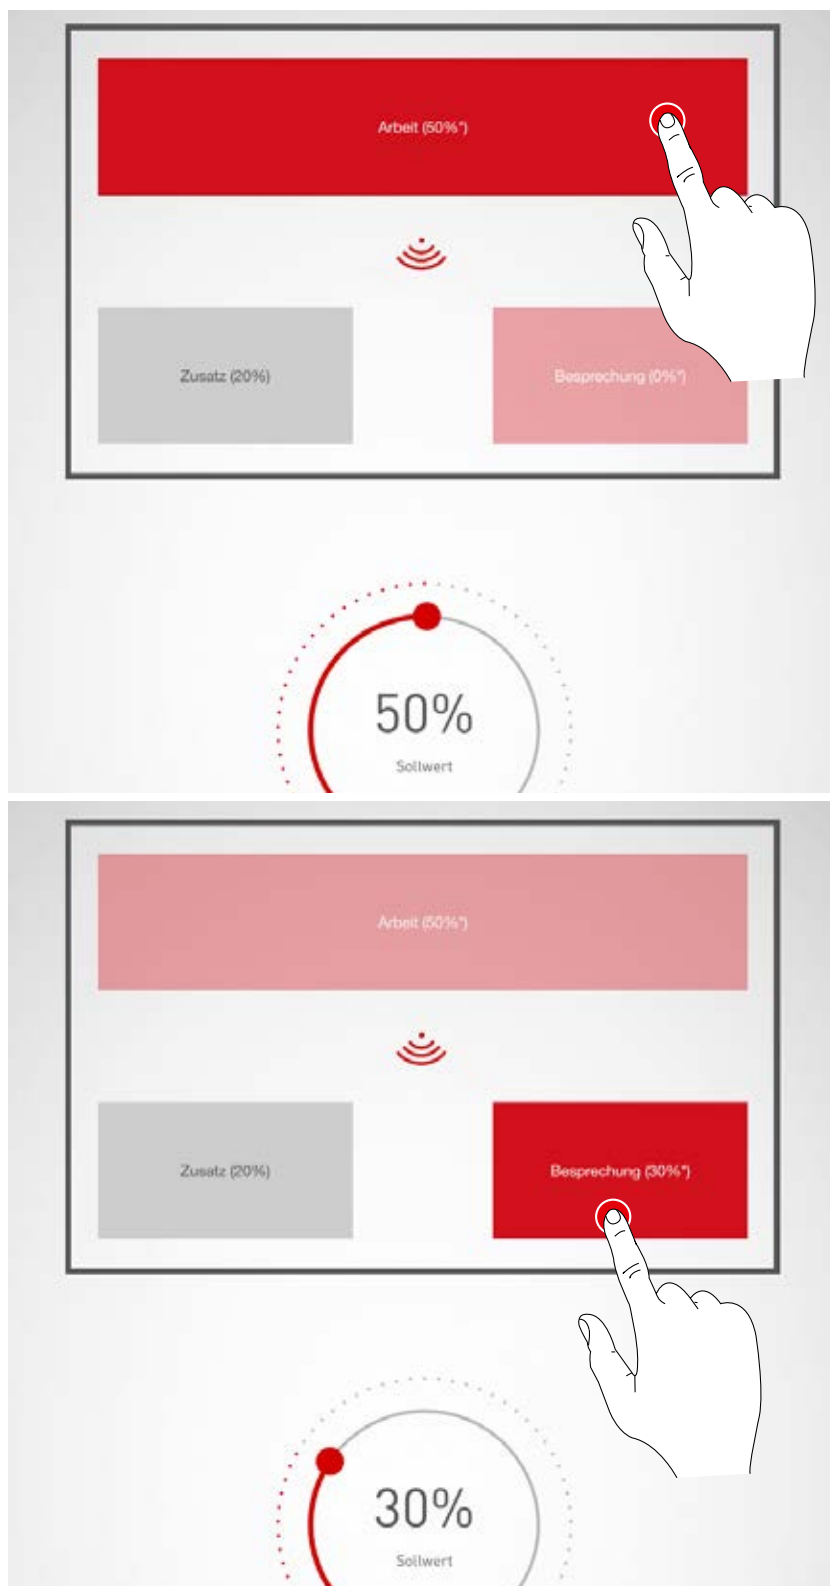 Arbeit (50%*)
Zusatz (20%)
Besprechung (0%*)
50%
Sollwert
Arbeit (50%*)
Zusatz (20%)
Besprechung (30%*)
30%
Sollwert